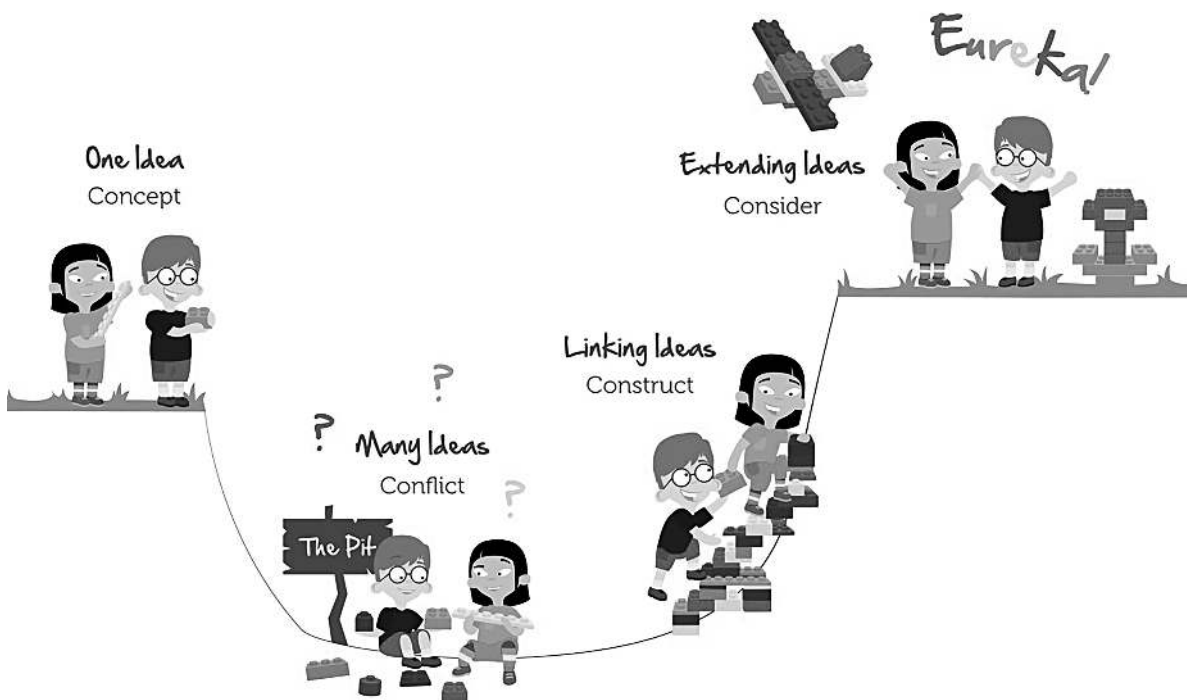 One Idea
Concept
?
?
Many Ideas
Conflict
?
The Pit
Linking Ideas
Construct
Extending Ideas
Consider
Eureka!